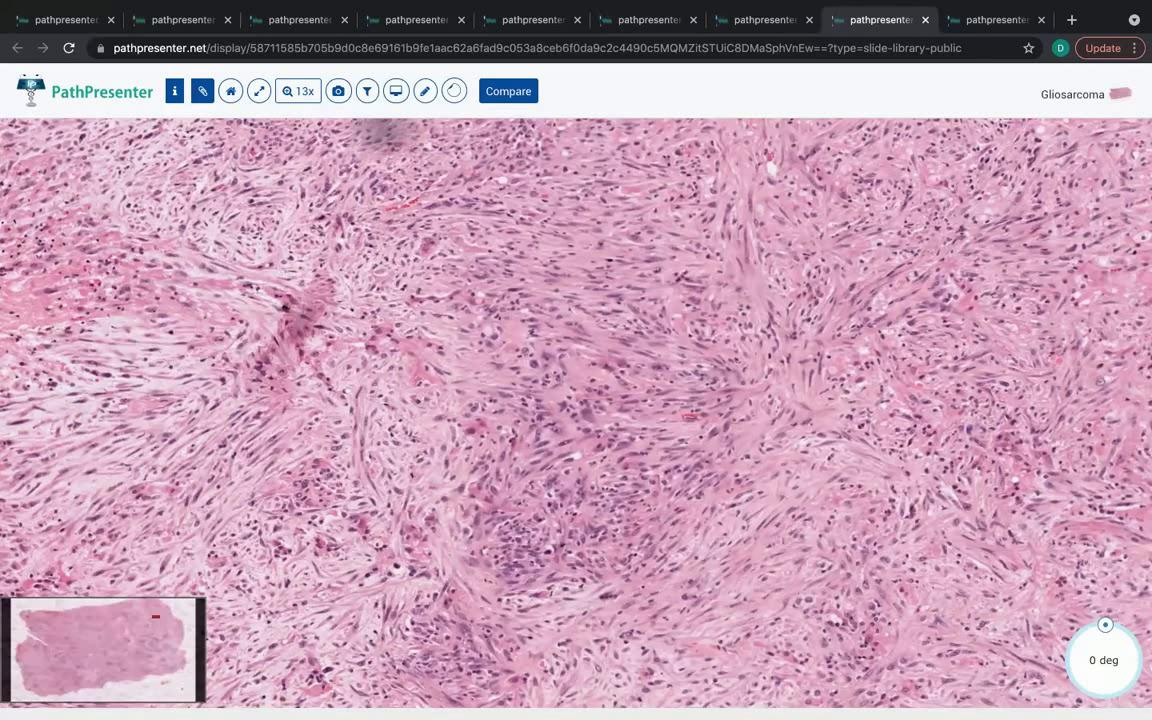 pathpresenter pathpresenter pathpresenter pathpresenter pathpresenter pathpresenter pathpresenter pathpresenter pathpresenter
pathpresenter.net/display/58711585b705b9d0c8e69161b9fe1aac62a6fad9c053a8ceb6f0da9c2c4490c5MQMZitSTUiC8DMaSphVnEw==?type=slide-library-public D Update
PathPresenter i 13x Compare Gliosarcoma
0 deg